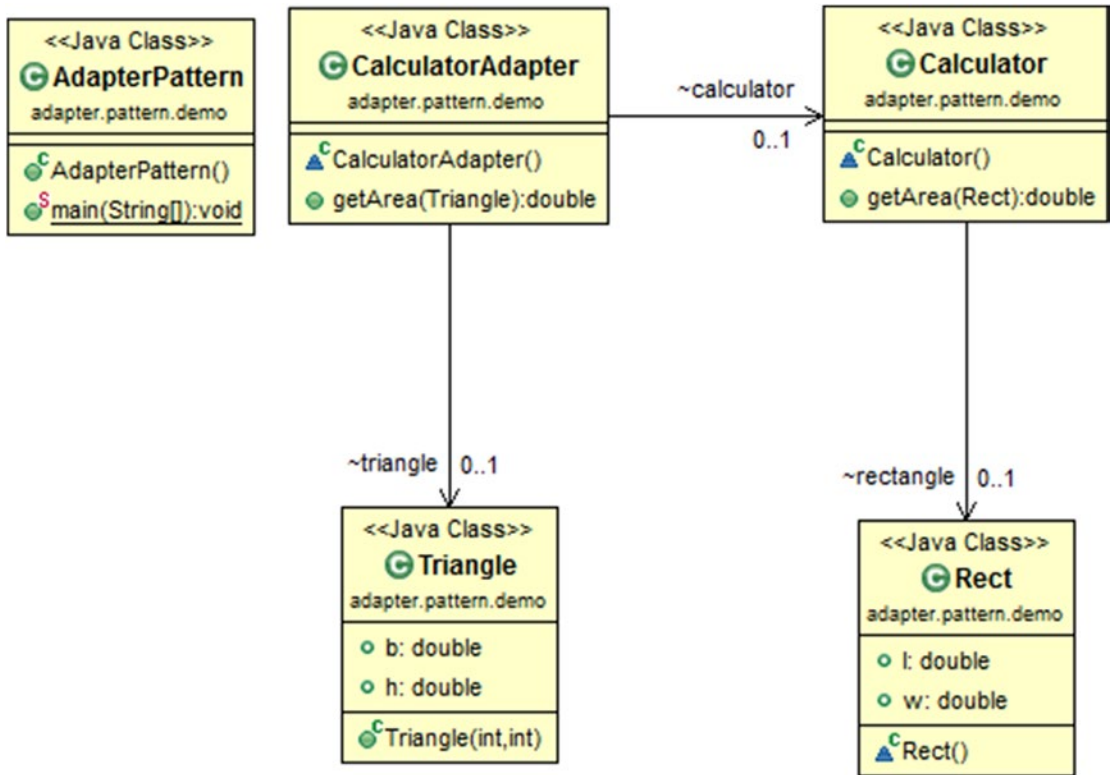 <<Java Class>>
AdapterPattern
adapter.pattern.demo
AdapterPattern()
main(String[]):void
<<Java Class>>
CalculatorAdapter
adapter.pattern.demo
CalculatorAdapter()
getArea(Triangle):double
~calculator
0..1
<<Java Class>>
Calculator
adapter.pattern.demo
Calculator()
getArea(Rect):double
~triangle 0..1
<<Java Class>>
Triangle
adapter.pattern.demo
b: double
h: double
Triangle(int,int)
~rectangle 0..1
<<Java Class>>
Rect
adapter.pattern.demo
l: double
w: double
Rect()